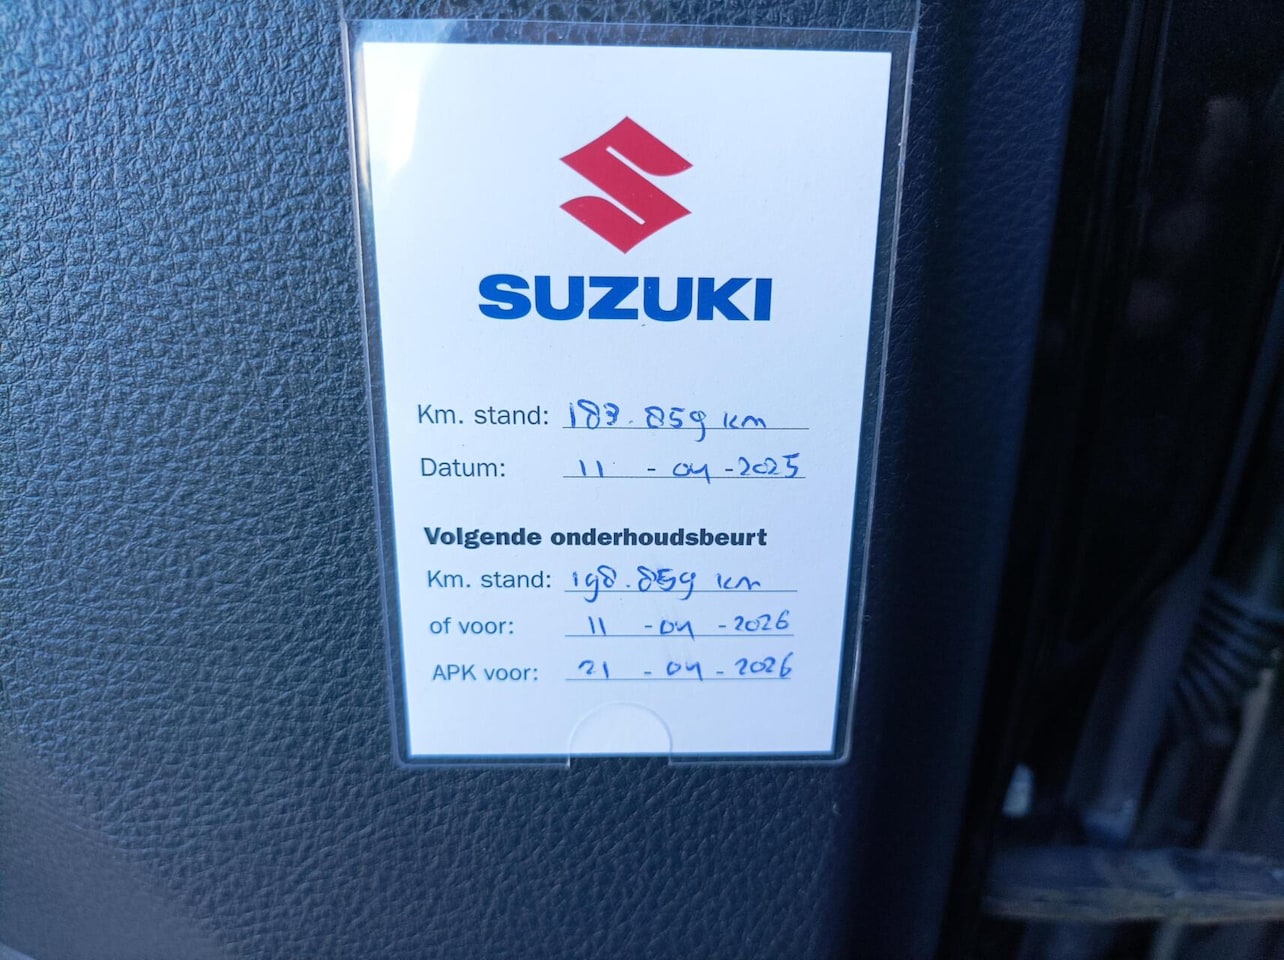 SUZUKI
Km. stand: 183.859 km
Datum: 11 - 04 - 2025
Volgende onderhoudsbeurt
Km. stand: 198.859 km
of voor: 11 - 04 - 2026
APK voor: 21 - 04 - 2026